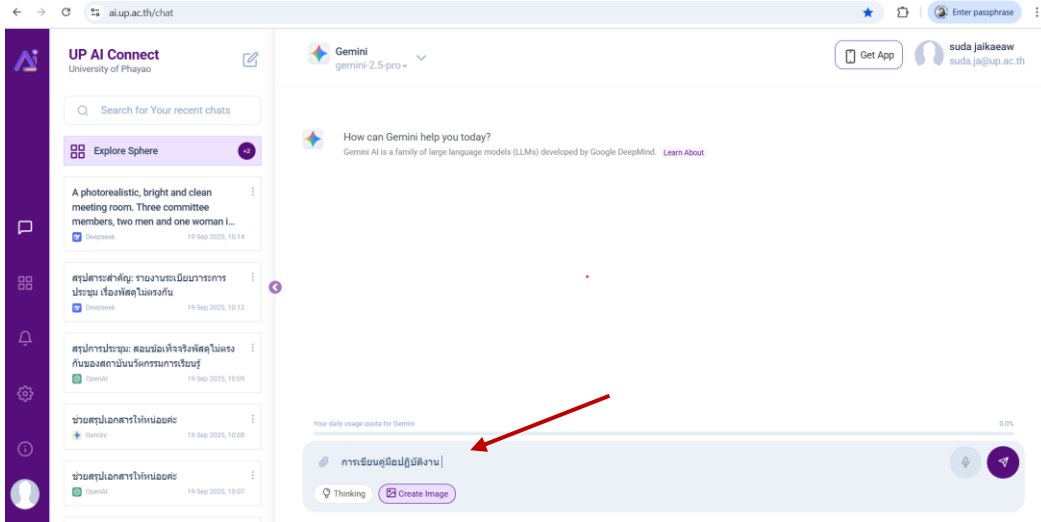 ai.up.ac.th/chat
Enter passphrase
Ai
UP AI Connect
University of Phayao
Search for Your recent chats
Explore Sphere
+2
A photorealistic, bright and clean
meeting room. Three committee
members, two men and one woman i...
Deepseek
19 Sep 2025, 10:14
สรุปสาระสำคัญ: รายงานระเบียบวาระการ
ประชุม เรื่องพัสดุไม่ตรงกัน
Deepseek
19 Sep 2025, 10:12
สรุปการประชุม: สอบข้อเท็จจริงพัสดุไม่ตรง
กันของสถาบันนวัตกรรมการเรียนรู้
OpenAI
19 Sep 2025, 10:09
ช่วยสรุปเอกสารให้หน่อยค่ะ
Gemini
19 Sep 2025, 10:08
ช่วยสรุปเอกสารให้หน่อยค่ะ
OpenAI
19 Sep 2025, 10:07
Gemini
gemini-2.5-pro
Get App
suda jaikaeaw
suda.ja@up.ac.th
How can Gemini help you today?
Gemini AI is a family of large language models (LLMs) developed by Google DeepMind. Learn About
Your daily usage quota for Gemini
0.0%
การเขียนคู่มือปฏิบัติงาน
Thinking
Create Image